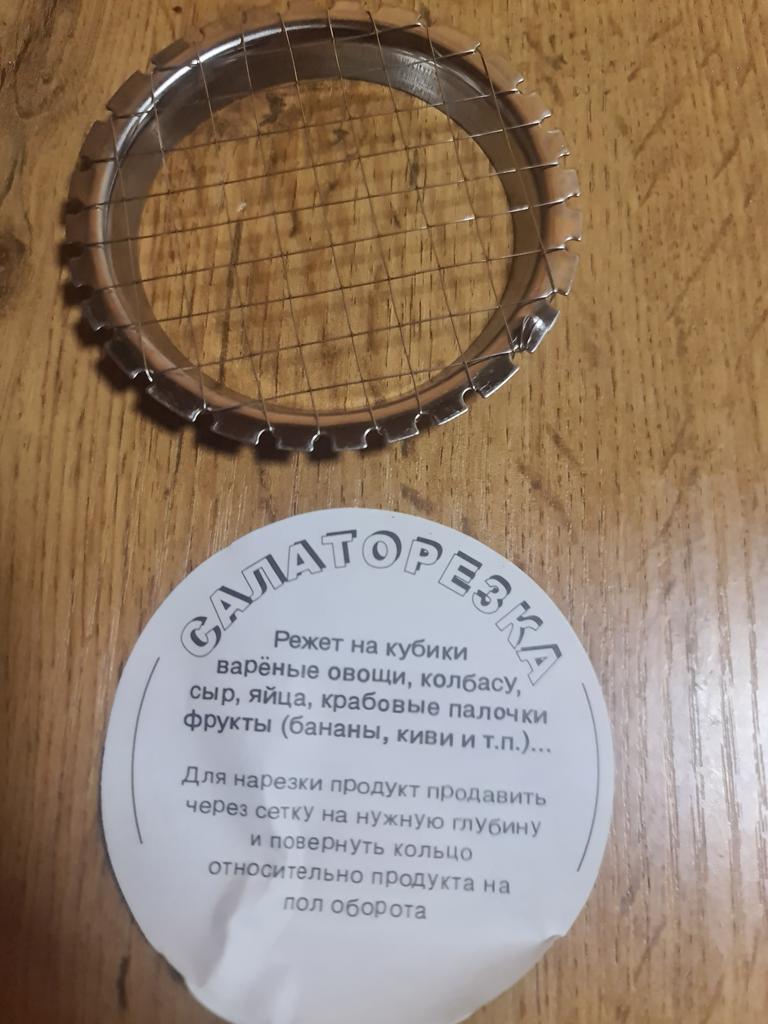 САЛАТОРЕЗКА
Режет на кубики
варёные овощи, колбасу,
сыр, яйца, крабовые палочки
фрукты (бананы, киви и т.п.)...
Для нарезки продукт продавить
через сетку на нужную глубину
и повернуть кольцо
относительно продукта на
пол оборота